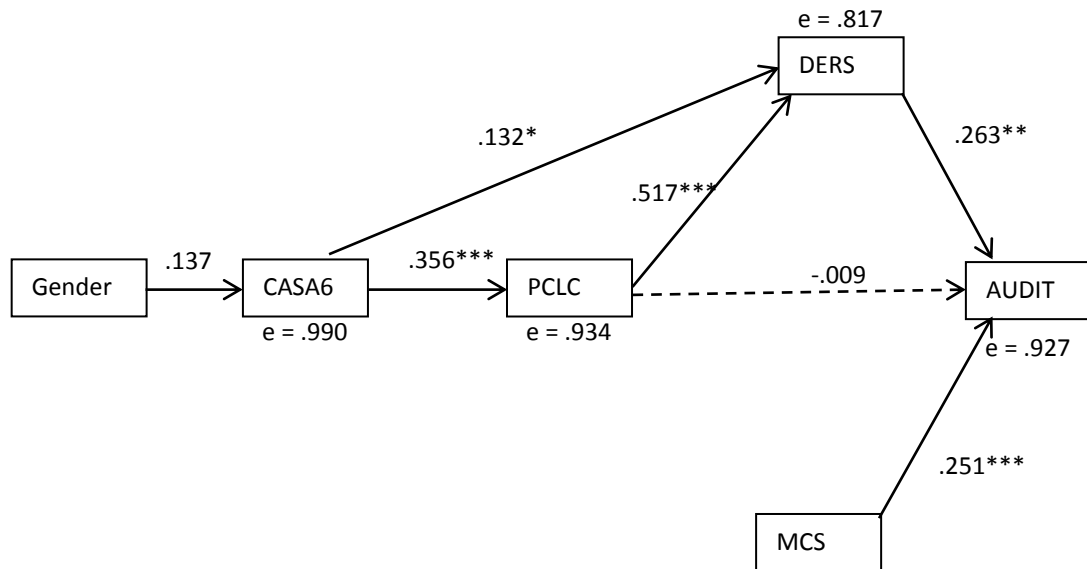 e = .817
DERS
.132*
.263**
.517***
.137
.356***
-.009
Gender
CASA6
PCLC
AUDIT
e = .990
e = .934
e = .927
.251***
MCS